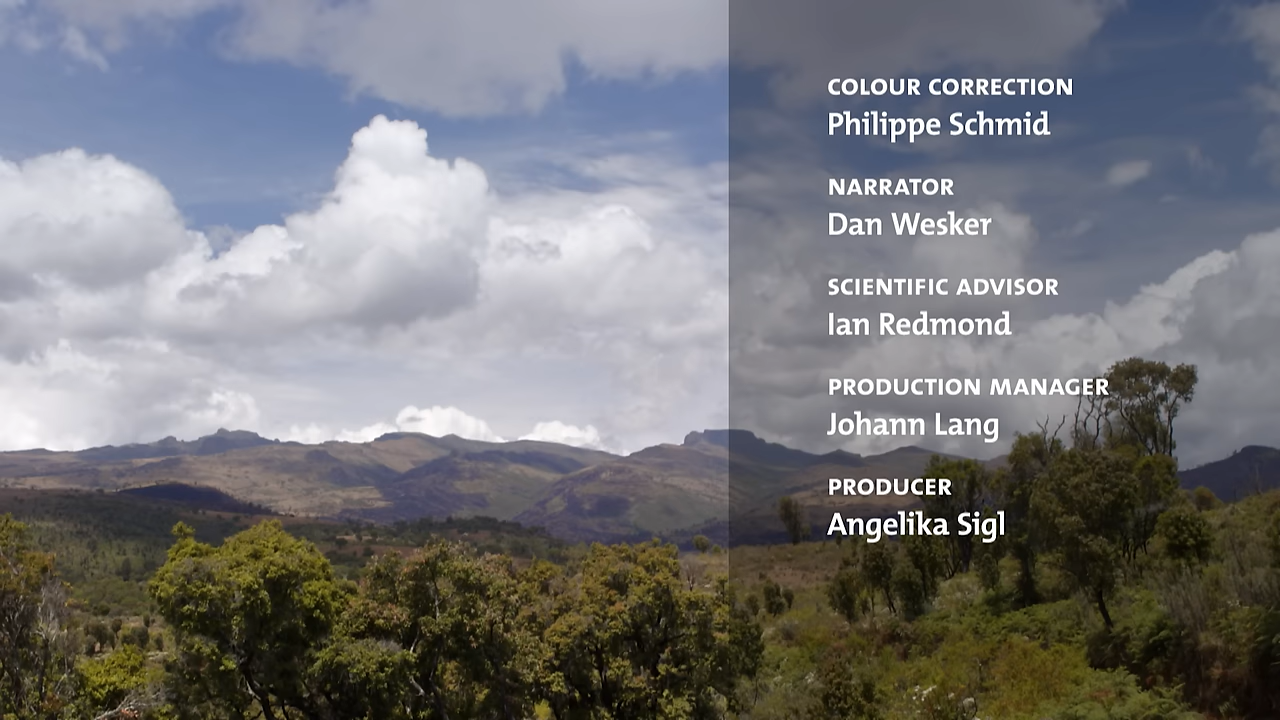 COLOUR CORRECTION
Philippe Schmid
NARRATOR
Dan Wesker
SCIENTIFIC ADVISOR
Ian Redmond
PRODUCTION MANAGER
Johann Lang
PRODUCER
Angelika Sigl